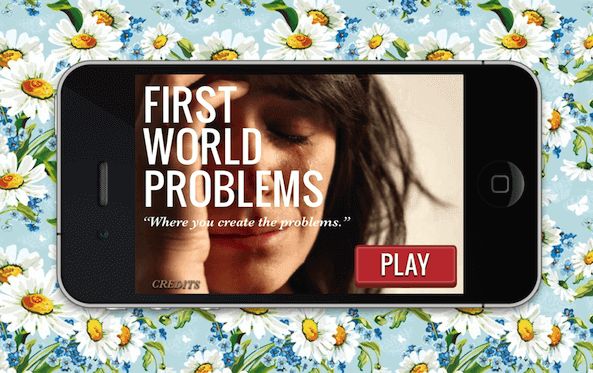 FIRST
WORLD
PROBLEMS
“Where you create the problems.”
PLAY
CREDITS